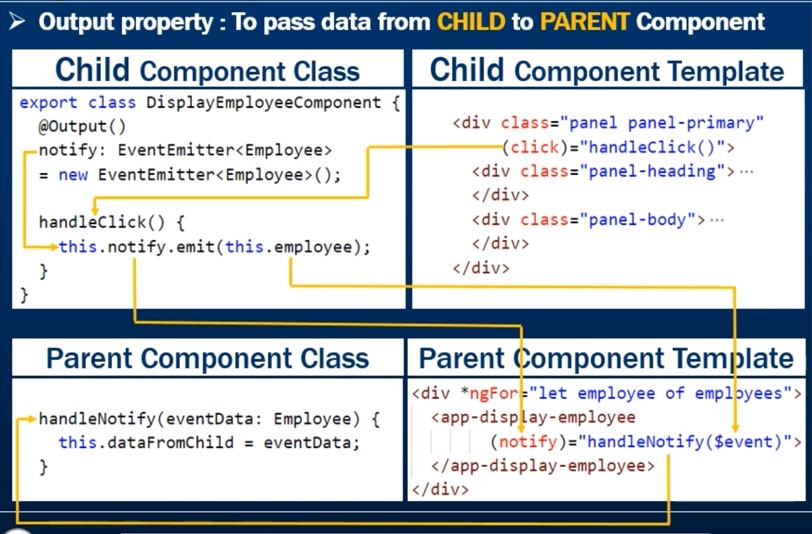 ➤ Output property : To pass data from CHILD to PARENT Component
Child Component Class
export class DisplayEmployeeComponent {
@Output()
notify: EventEmitter<Employee>
= new EventEmitter<Employee>();
handleClick() {
this.notify.emit(this.employee);
}
}
Child Component Template
<div class="panel panel-primary"
(click)="handleClick()">
<div class="panel-heading">...
</div>
<div class="panel-body">...
</div>
</div>
Parent Component Class
handleNotify(eventData: Employee) {
this.dataFromChild = eventData;
}
Parent Component Template
<div *ngFor="let employee of employees">
<app-display-employee
(notify)="handleNotify($event)">
</app-display-employee>
</div>